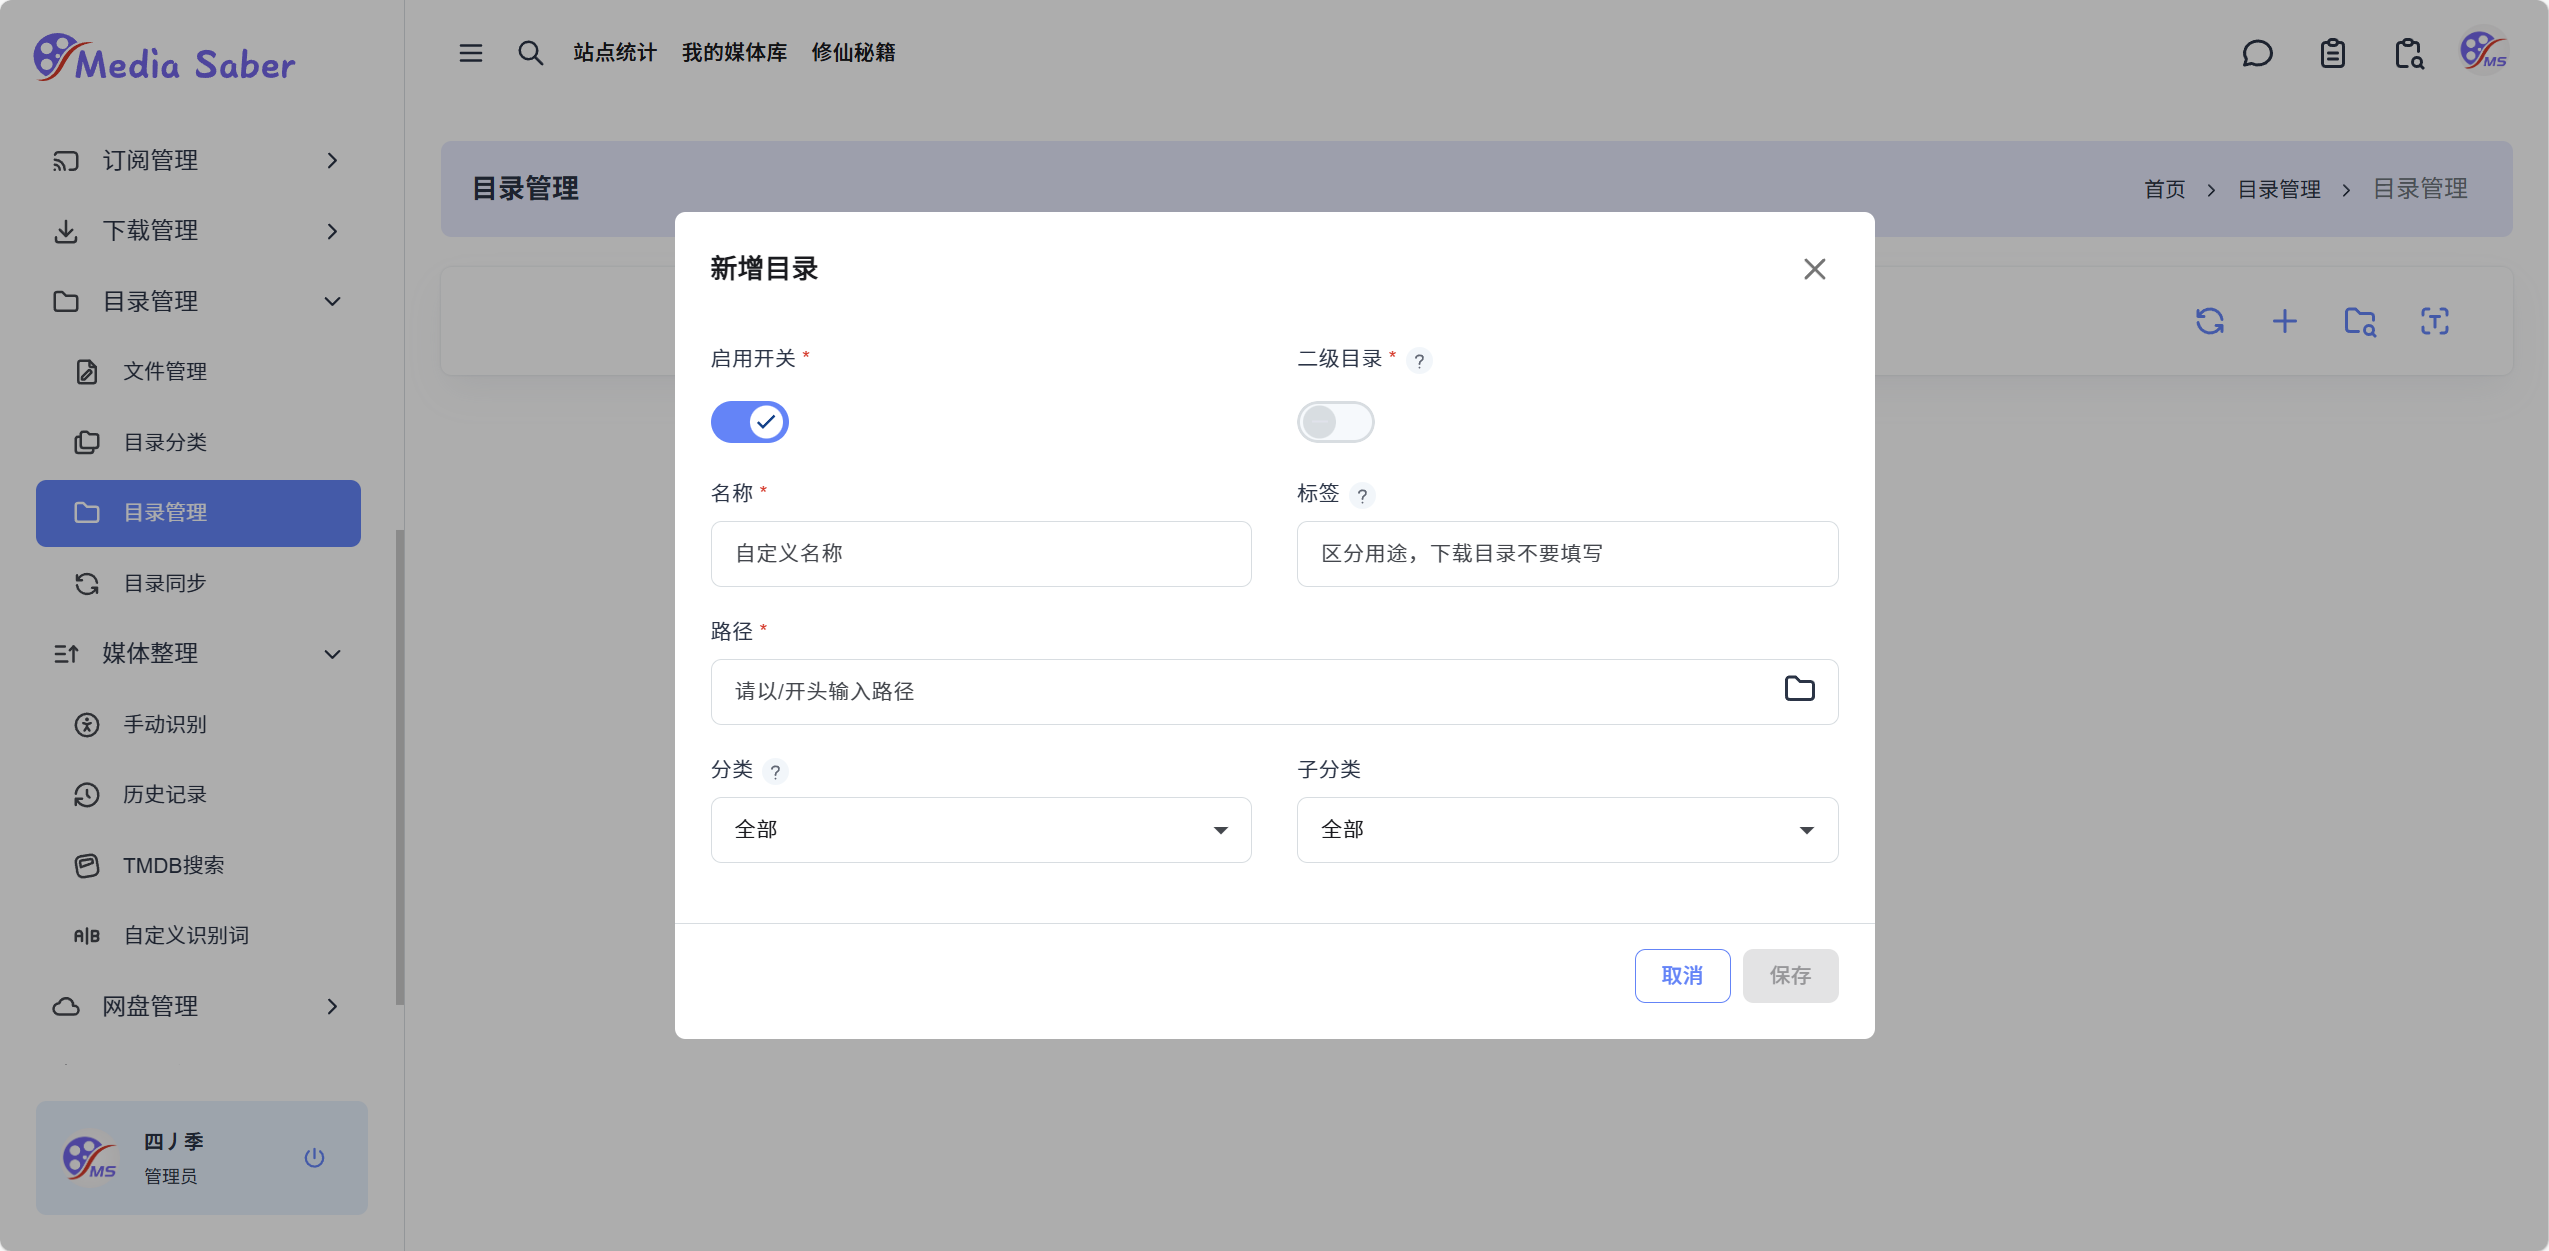 Media Saber
站点统计 我的媒体库 修仙秘籍
MS
订阅管理
下载管理
目录管理
文件管理
目录分类
目录管理
目录同步
媒体整理
手动识别
历史记录
TMDB搜索
A|B 自定义识别词
网盘管理
MS
四丿季
管理员
目录管理
首页 > 目录管理 > 目录管理
新增目录
启用开关 *
二级目录 * ?
名称 *
标签 ?
自定义名称
区分用途，下载目录不要填写
路径 *
请以/开头输入路径
分类 ?
子分类
全部
全部
取消 保存